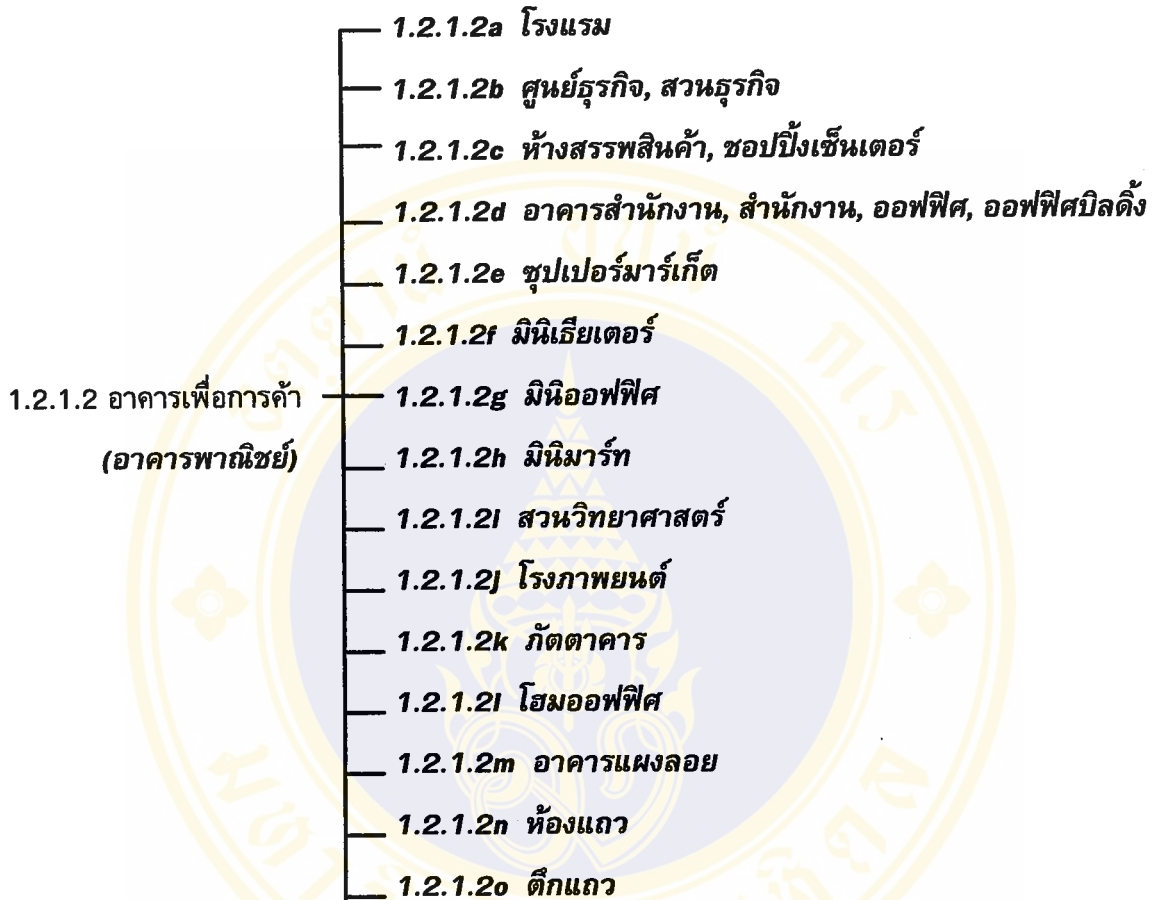 1.2.1.2a โรงแรม
1.2.1.2b ศูนย์ธุรกิจ, สวนธุรกิจ
1.2.1.2c ห้างสรรพสินค้า, ชอปปิ้งเซ็นเตอร์
1.2.1.2d อาคารสำนักงาน, สำนักงาน, ออฟฟิศ, ออฟฟิศบิลดิ้ง
1.2.1.2e ซุปเปอร์มาร์เก็ต
1.2.1.2f มินิเธียเตอร์
1.2.1.2 อาคารเพื่อการค้า
1.2.1.2g มินิออฟฟิศ
(อาคารพาณิชย์)
1.2.1.2h มินิมาร์ท
1.2.1.2i สวนวิทยาศาสตร์
1.2.1.2j โรงภาพยนต์
1.2.1.2k ภัตตาคาร
1.2.1.2l โฮมออฟฟิศ
1.2.1.2m อาคารแผงลอย
1.2.1.2n ห้องแถว
1.2.1.2o ตึกแถว